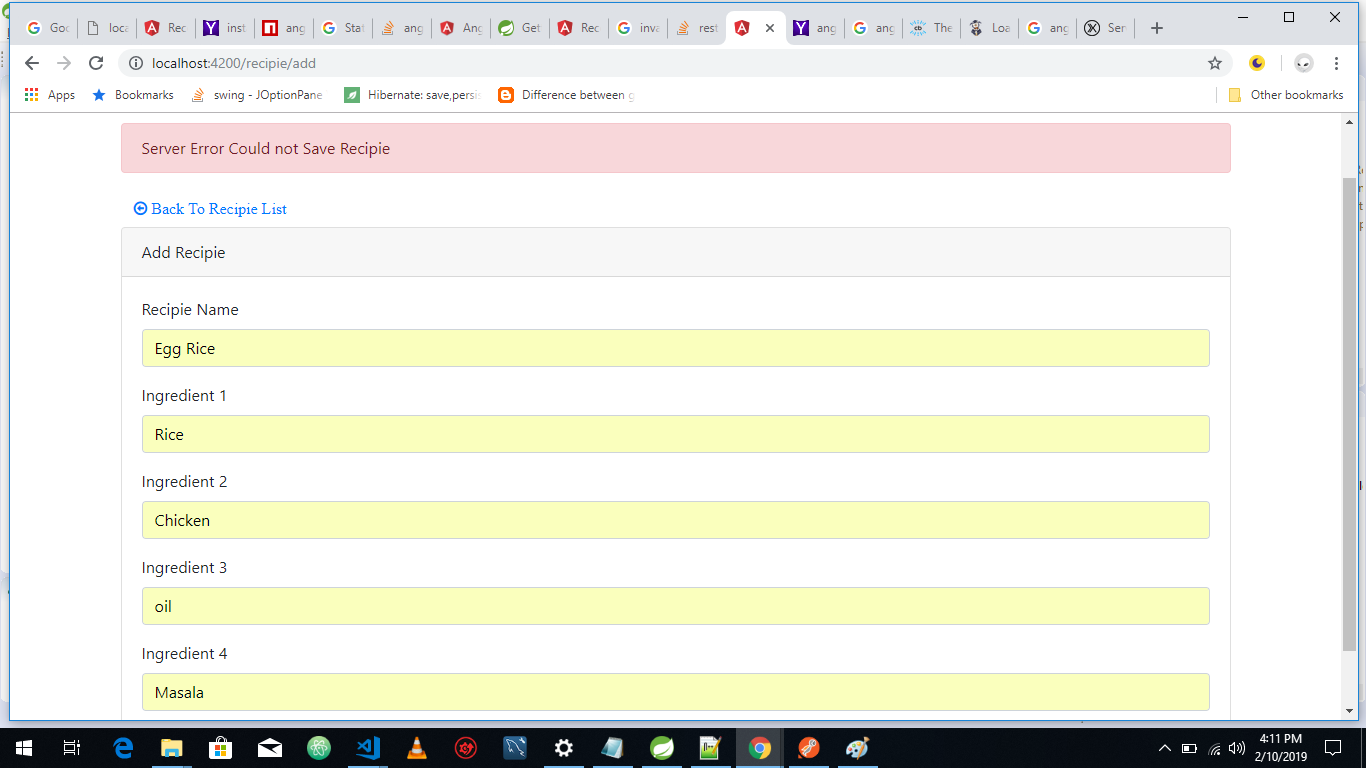 Goo loca Rec inst ang Stat ang Ang Get Rec inva rest ang ang The Loa ang Ser
localhost:4200/recipie/add
Apps Bookmarks swing - JOptionPane Hibernate: save,persis Difference between g Other bookmarks
Server Error Could not Save Recipie
Back To Recipie List
Add Recipie
Recipie Name
Egg Rice
Ingredient 1
Rice
Ingredient 2
Chicken
Ingredient 3
oil
Ingredient 4
Masala
4:11 PM
2/10/2019